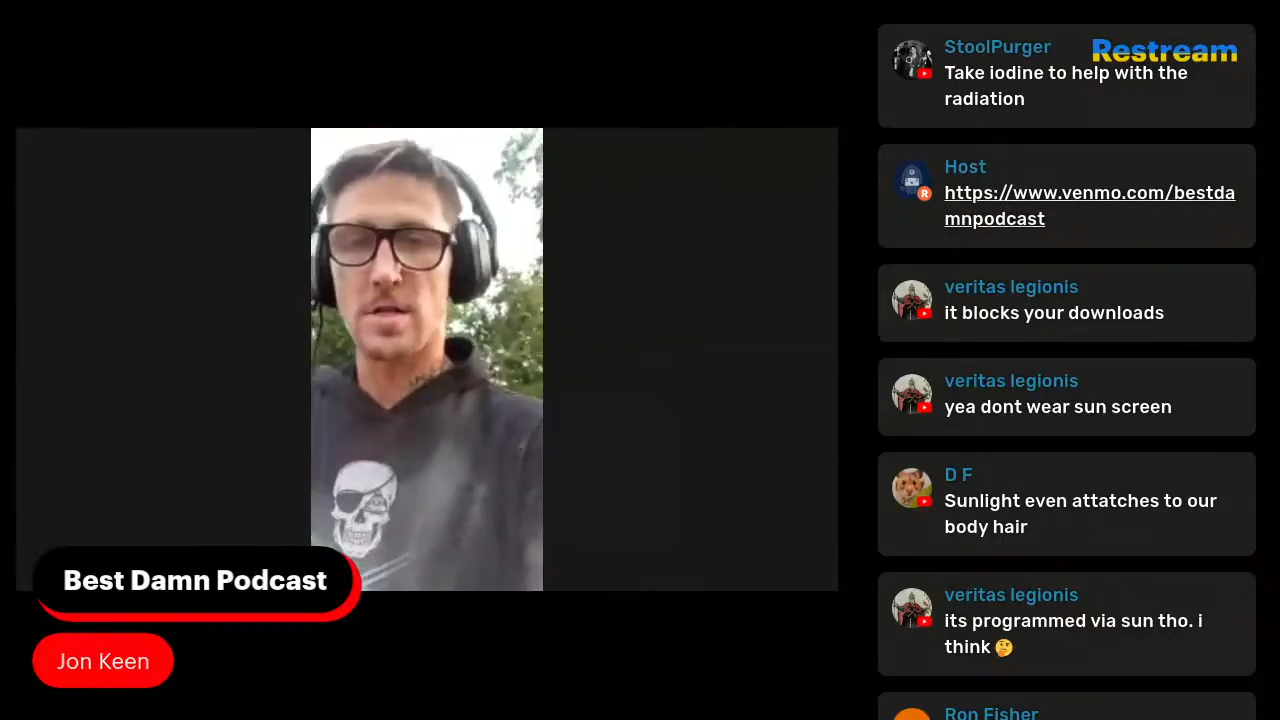 StoolPurger
Restream
Take iodine to help with the
radiation
Host
https://www.venmo.com/bestda
mnpodcast
veritas legionis
it blocks your downloads
veritas legionis
yea dont wear sun screen
D F
Sunlight even attatches to our
body hair
veritas legionis
its programmed via sun tho. i
think 🤔
Ron Fisher
Best Damn Podcast
Jon Keen